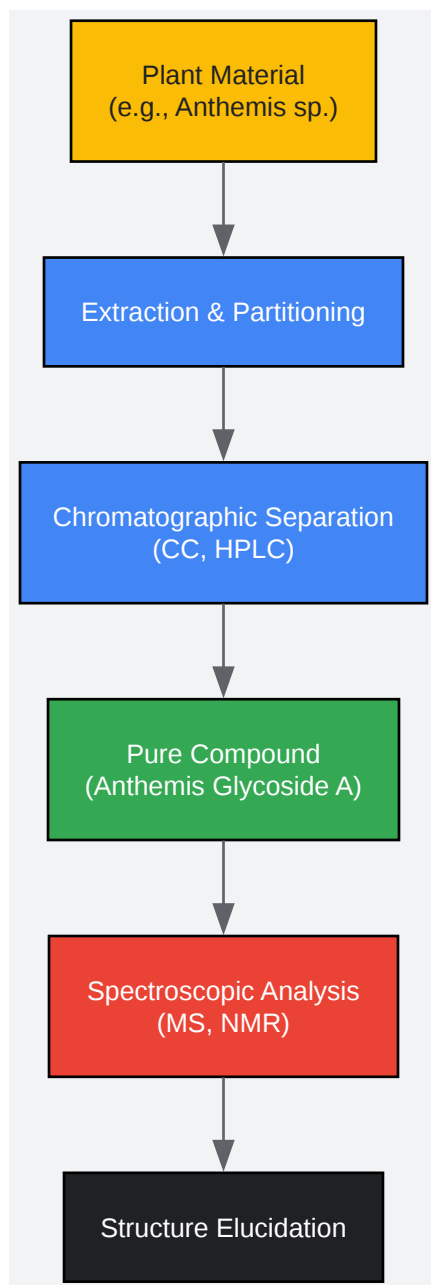 Plant Material
(e.g., Anthemis sp.)
Extraction & Partitioning
Chromatographic Separation
(CC, HPLC)
Pure Compound
(Anthemis Glycoside A)
Spectroscopic Analysis
(MS, NMR)
Structure Elucidation